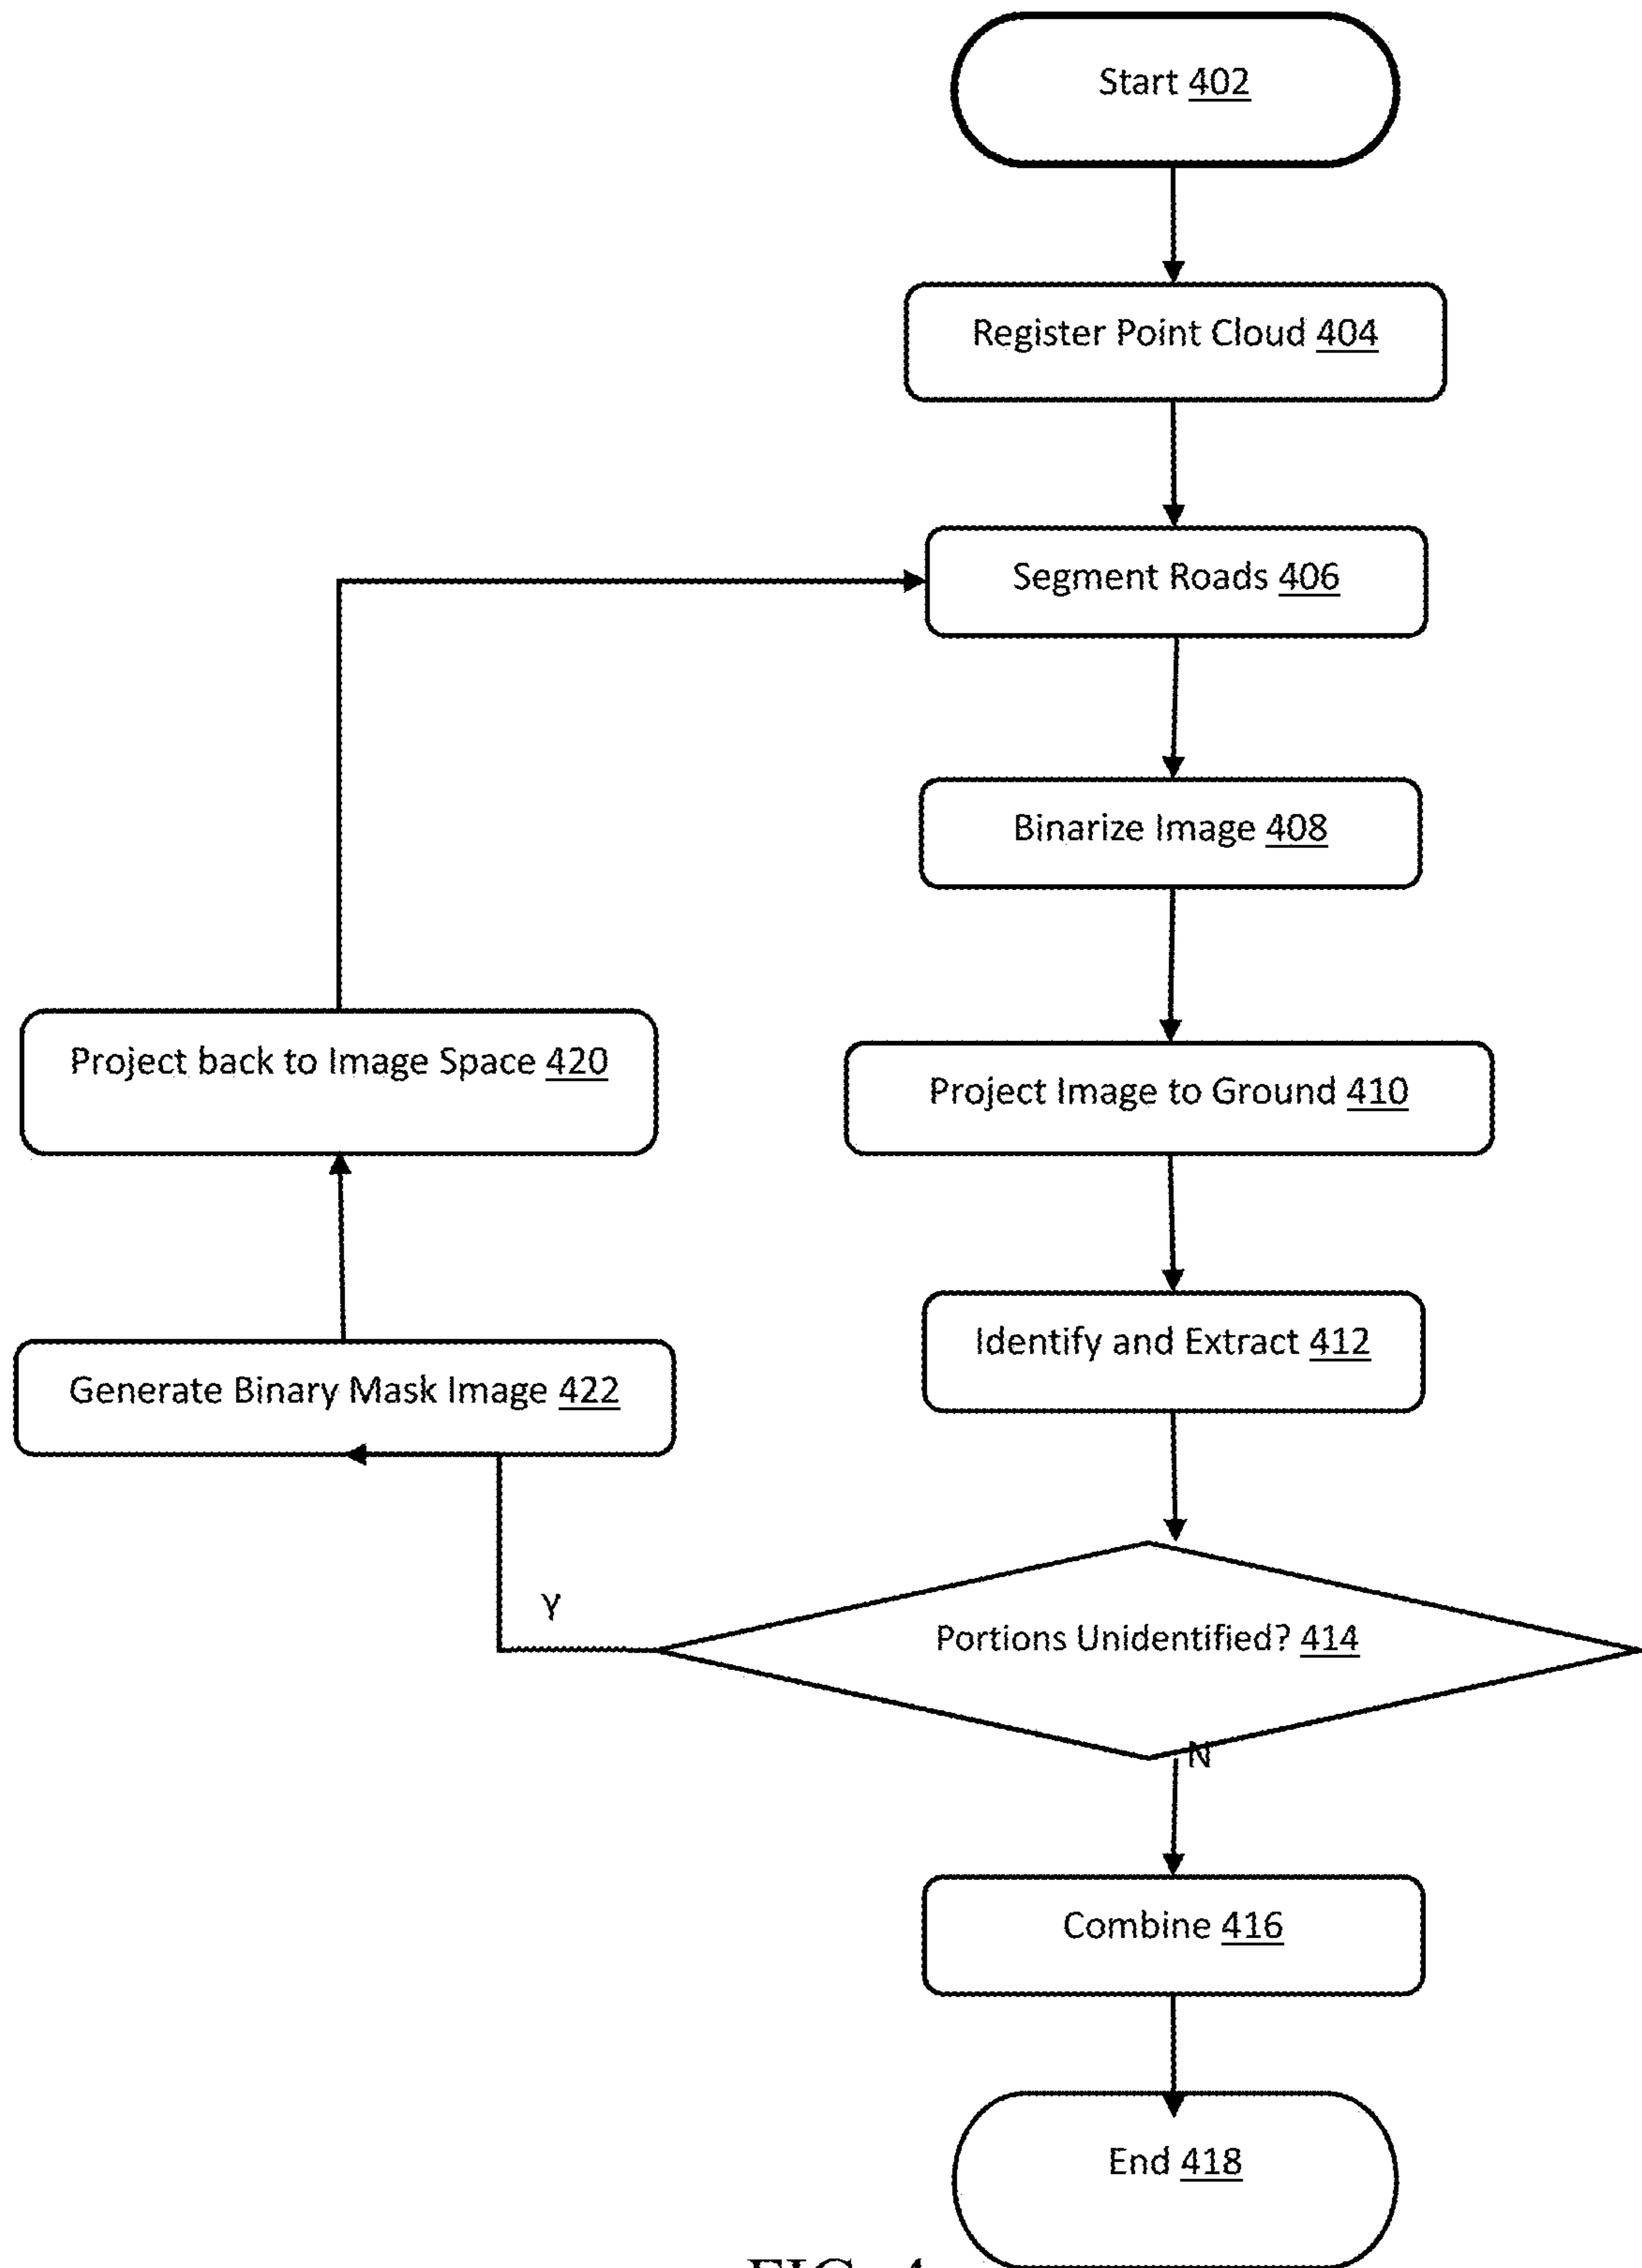 Start 402
Register Point Cloud 404
Segment Roads 406
Binarize Image 408
Project back to Image Space 420
Project Image to Ground 410
Identify and Extract 412
Generate Binary Mask Image 422
Y
Portions Unidentified? 414
N
Combine 416
End 418